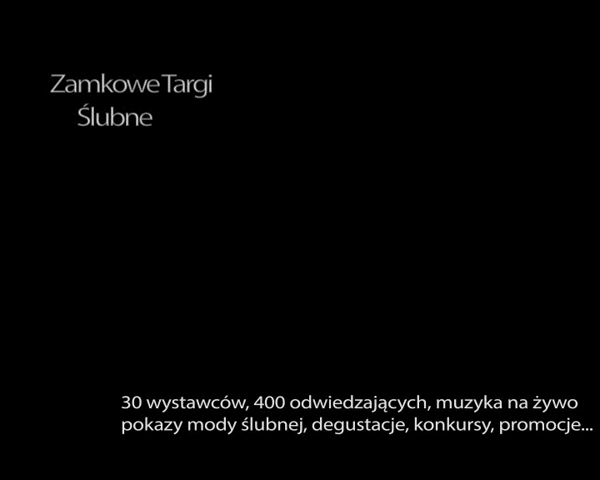 Zamkowe Targi
Ślubne
30 wystawców, 400 odwiedzających, muzyka na żywo
pokazy mody ślubnej, degustacje, konkursy, promocje...